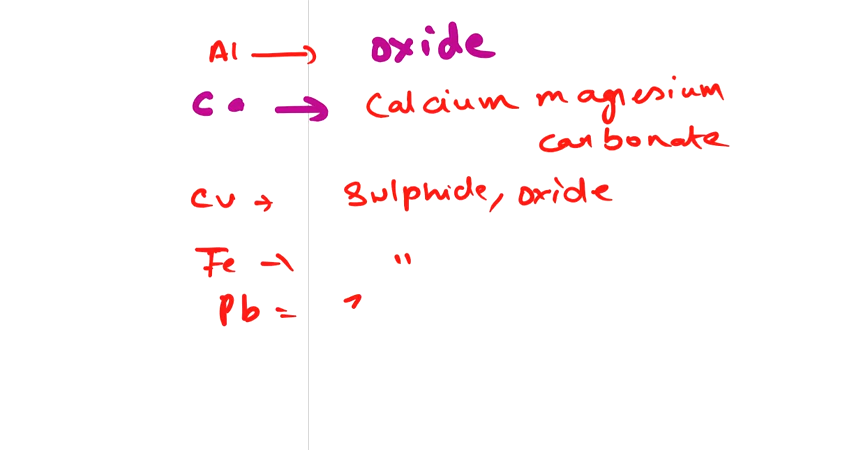 Al → oxide
Ca → Calcium magnesium
carbonate
Cu → Sulphide, oxide
Fe → "
Pb =